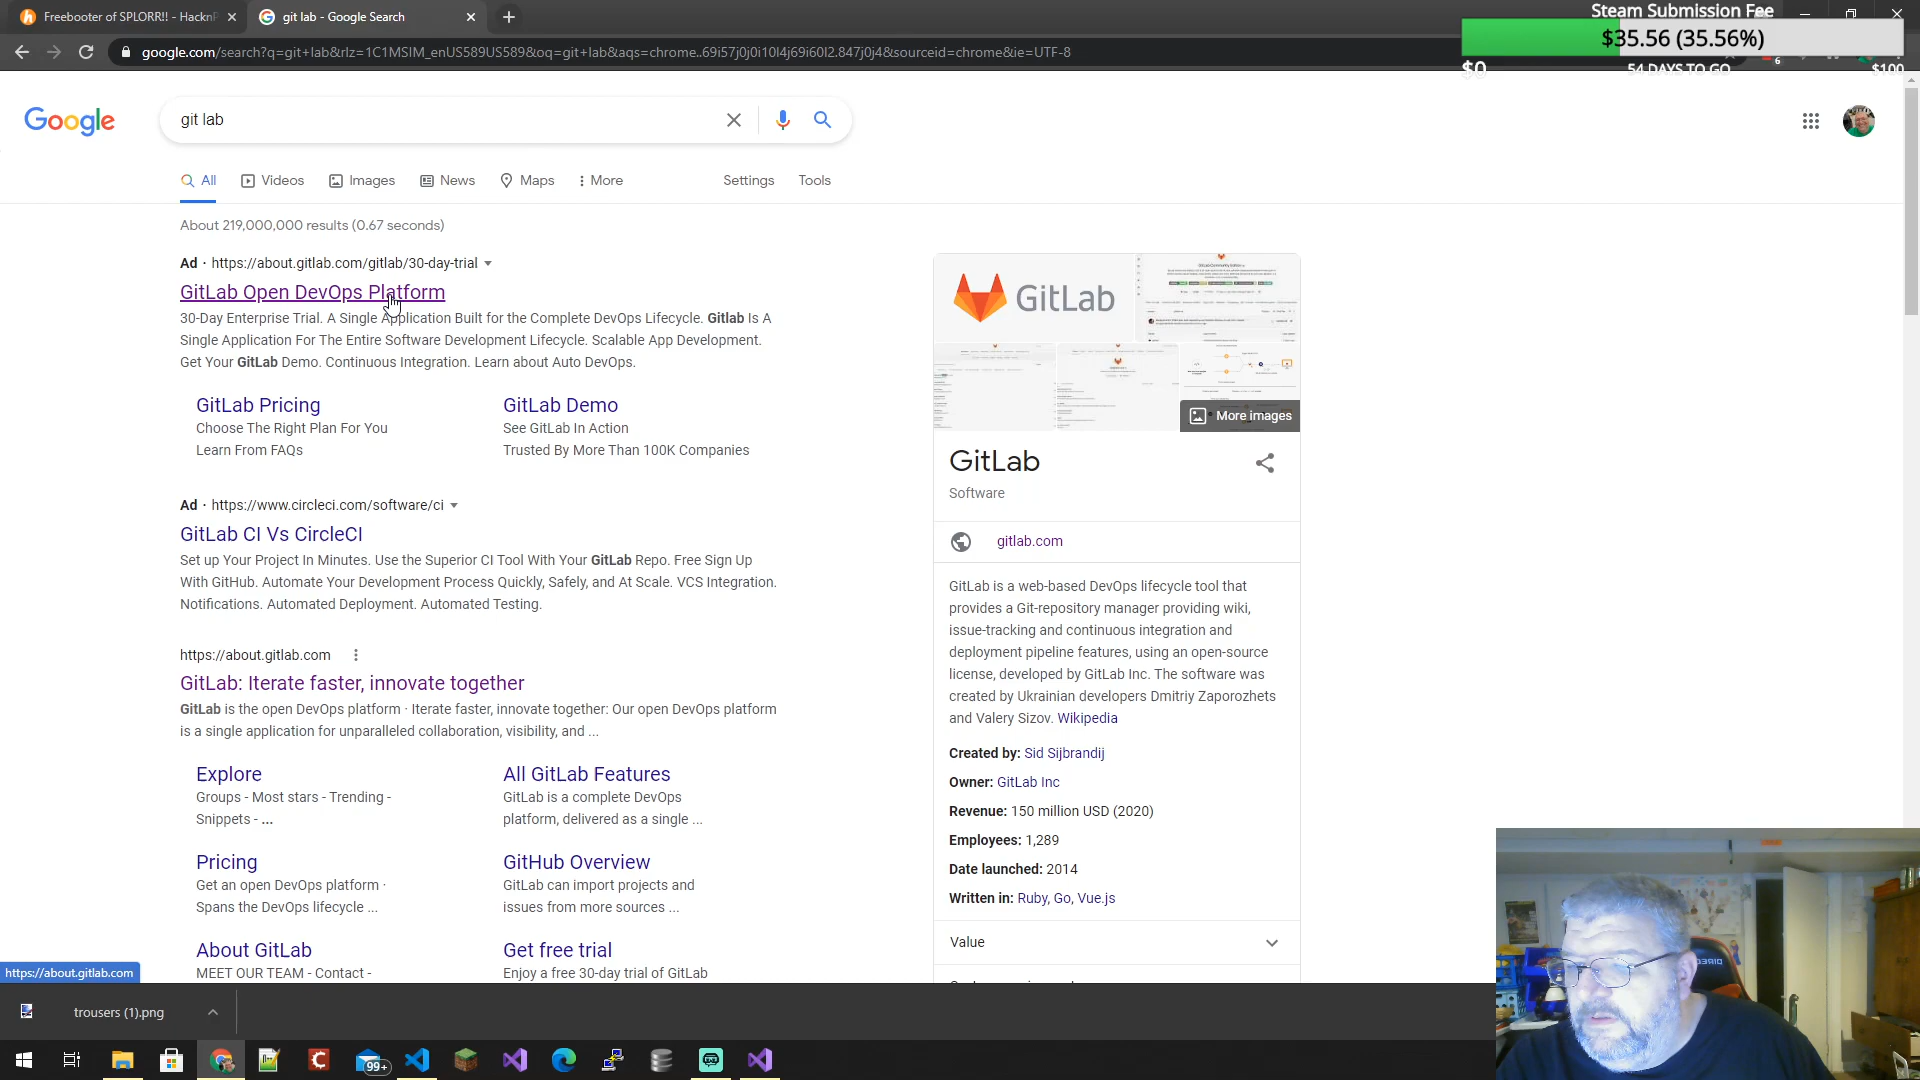 Freebooter of SPLORR!! - HacknP
git lab - Google Search
Steam Submission Fee
$35.56 (35.56%)
$0
54 DAYS TO GO
$100
google.com/search?q=git+lab&rlz=1C1MSIM_enUS589US589&oq=git+lab&aqs=chrome..69i57j0j0i10l4j69i60l2.847j0j4&sourceid=chrome&ie=UTF-8
6
Google
git lab
All
Videos
Images
News
Maps
More
Settings
Tools
About 219,000,000 results (0.67 seconds)
Ad · https://about.gitlab.com/gitlab/30-day-trial
GitLab Open DevOps Platform
30-Day Enterprise Trial. A Single Application Built for the Complete DevOps Lifecycle. Gitlab Is A
Single Application For The Entire Software Development Lifecycle. Scalable App Development.
Get Your GitLab Demo. Continuous Integration. Learn about Auto DevOps.
GitLab Pricing
Choose The Right Plan For You
Learn From FAQs
GitLab Demo
See GitLab In Action
Trusted By More Than 100K Companies
Ad · https://www.circleci.com/software/ci
GitLab CI Vs CircleCI
Set up Your Project In Minutes. Use the Superior CI Tool With Your GitLab Repo. Free Sign Up
With GitHub. Automate Your Development Process Quickly, Safely, and At Scale. VCS Integration.
Notifications. Automated Deployment. Automated Testing.
https://about.gitlab.com
GitLab: Iterate faster, innovate together
GitLab is the open DevOps platform · Iterate faster, innovate together: Our open DevOps platform
is a single application for unparalleled collaboration, visibility, and ...
Explore
Groups - Most stars - Trending -
Snippets - ...
All GitLab Features
GitLab is a complete DevOps
platform, delivered as a single ...
Pricing
Get an open DevOps platform ·
Spans the DevOps lifecycle ...
GitHub Overview
GitLab can import projects and
issues from more sources ...
About GitLab
MEET OUR TEAM - Contact -
Get free trial
Enjoy a free 30-day trial of GitLab
GitLab
More images
GitLab
Software
gitlab.com
GitLab is a web-based DevOps lifecycle tool that
provides a Git-repository manager providing wiki,
issue-tracking and continuous integration and
deployment pipeline features, using an open-source
license, developed by GitLab Inc. The software was
created by Ukrainian developers Dmitriy Zaporozhets
and Valery Sizov. Wikipedia
Created by: Sid Sijbrandij
Owner: GitLab Inc
Revenue: 150 million USD (2020)
Employees: 1,289
Date launched: 2014
Written in: Ruby, Go, Vue.js
Value
https://about.gitlab.com
trousers (1).png
99+